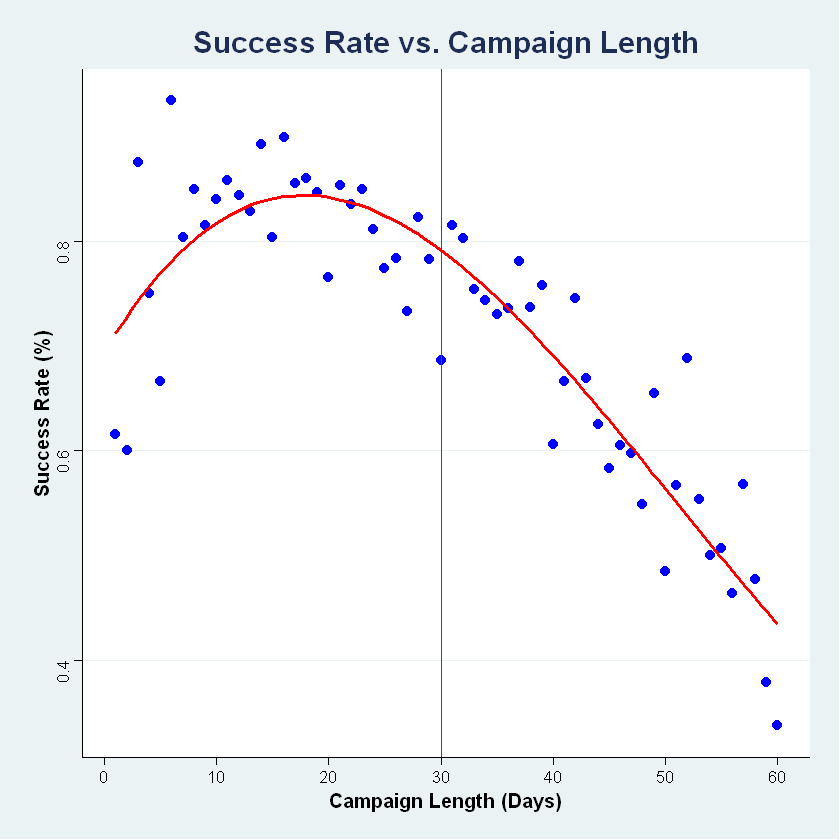 Success Rate vs. Campaign Length
Success Rate (%)
0.8
0.6
0.4
0 10 20 30 40 50 60
Campaign Length (Days)